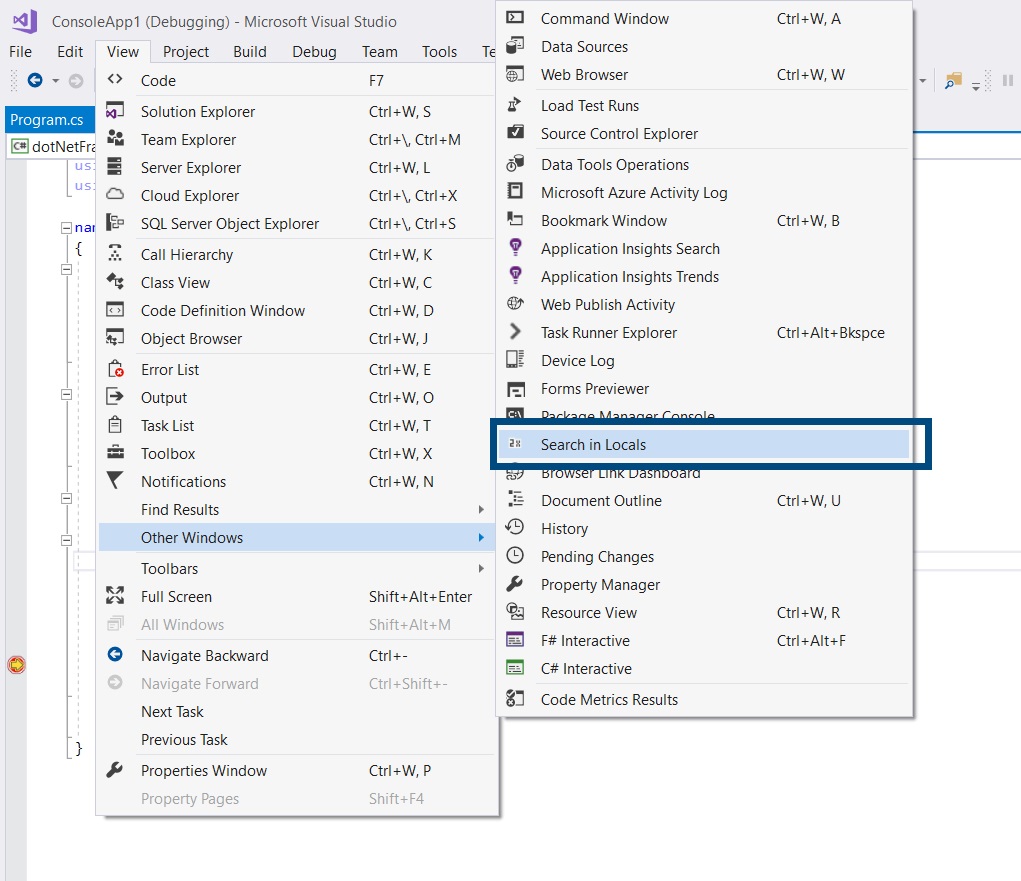 ConsoleApp1 (Debugging) - Microsoft Visual Studio
File Edit View Project Build Debug Team Tools Te
Program.cs
C# dotNetFra
usi
usi
nam
{
}
Code F7
Solution Explorer Ctrl+W, S
Team Explorer Ctrl+\, Ctrl+M
Server Explorer Ctrl+W, L
Cloud Explorer Ctrl+\, Ctrl+X
SQL Server Object Explorer Ctrl+\, Ctrl+S
Call Hierarchy Ctrl+W, K
Class View Ctrl+W, C
Code Definition Window Ctrl+W, D
Object Browser Ctrl+W, J
Error List Ctrl+W, E
Output Ctrl+W, O
Task List Ctrl+W, T
Toolbox Ctrl+W, X
Notifications Ctrl+W, N
Find Results
Other Windows
Toolbars
Full Screen Shift+Alt+Enter
All Windows Shift+Alt+M
Navigate Backward Ctrl+-
Navigate Forward Ctrl+Shift+-
Next Task
Previous Task
Properties Window Ctrl+W, P
Property Pages Shift+F4
Command Window Ctrl+W, A
Data Sources
Web Browser Ctrl+W, W
Load Test Runs
Source Control Explorer
Data Tools Operations
Microsoft Azure Activity Log
Bookmark Window Ctrl+W, B
Application Insights Search
Application Insights Trends
Web Publish Activity
Task Runner Explorer Ctrl+Alt+Bkspce
Device Log
Forms Previewer
Package Manager Console
Search in Locals
Browser Link Dashboard
Document Outline Ctrl+W, U
History
Pending Changes
Property Manager
Resource View Ctrl+W, R
F# Interactive Ctrl+Alt+F
C# Interactive
Code Metrics Results